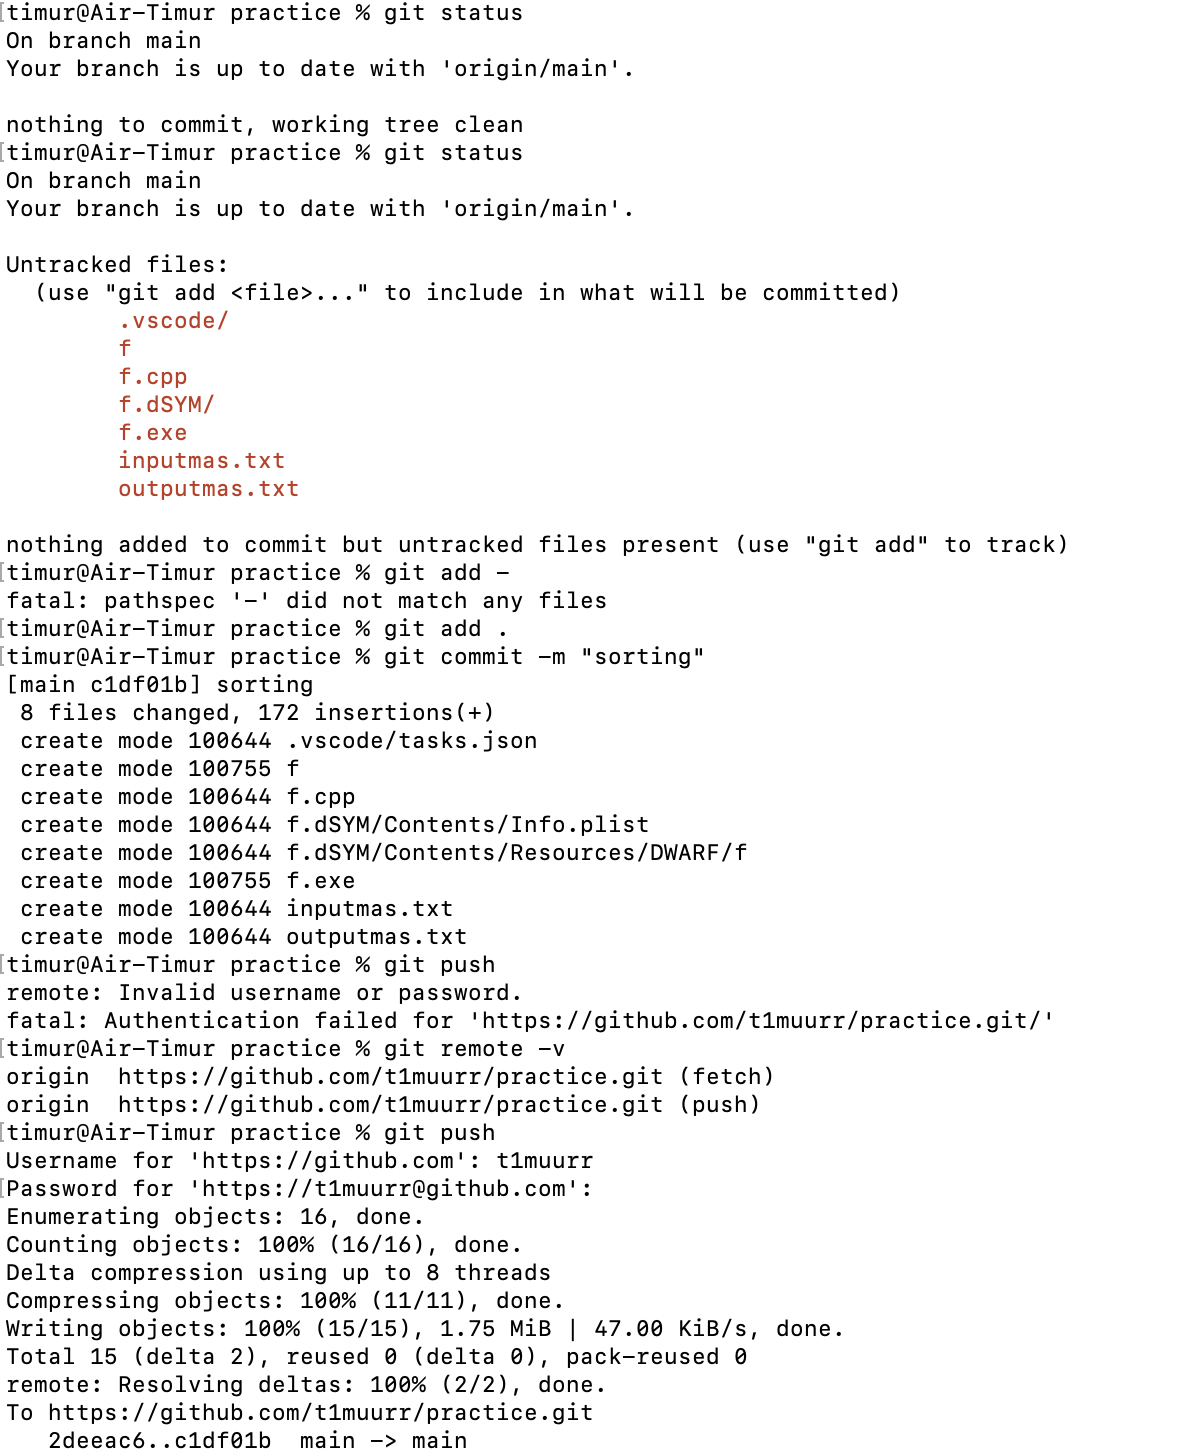 [timur@Air-Timur practice % git status
On branch main
Your branch is up to date with 'origin/main'.
nothing to commit, working tree clean
[timur@Air-Timur practice % git status
On branch main
Your branch is up to date with 'origin/main'.
Untracked files:
(use "git add <file>..." to include in what will be committed)
.vscode/
f
f.cpp
f.dSYM/
f.exe
inputmas.txt
outputmas.txt
nothing added to commit but untracked files present (use "git add" to track)
[timur@Air-Timur practice % git add -
fatal: pathspec '-' did not match any files
[timur@Air-Timur practice % git add .
[timur@Air-Timur practice % git commit -m "sorting"
[main c1df01b] sorting
8 files changed, 172 insertions(+)
create mode 100644 .vscode/tasks.json
create mode 100755 f
create mode 100644 f.cpp
create mode 100644 f.dSYM/Contents/Info.plist
create mode 100644 f.dSYM/Contents/Resources/DWARF/f
create mode 100755 f.exe
create mode 100644 inputmas.txt
create mode 100644 outputmas.txt
[timur@Air-Timur practice % git push
remote: Invalid username or password.
fatal: Authentication failed for 'https://github.com/t1muurr/practice.git/'
[timur@Air-Timur practice % git remote -v
origin  https://github.com/t1muurr/practice.git (fetch)
origin  https://github.com/t1muurr/practice.git (push)
[timur@Air-Timur practice % git push
Username for 'https://github.com': t1muurr
[Password for 'https://t1muurr@github.com':
Enumerating objects: 16, done.
Counting objects: 100% (16/16), done.
Delta compression using up to 8 threads
Compressing objects: 100% (11/11), done.
Writing objects: 100% (15/15), 1.75 MiB | 47.00 KiB/s, done.
Total 15 (delta 2), reused 0 (delta 0), pack-reused 0
remote: Resolving deltas: 100% (2/2), done.
To https://github.com/t1muurr/practice.git
2deeac6..c1df01b  main -> main